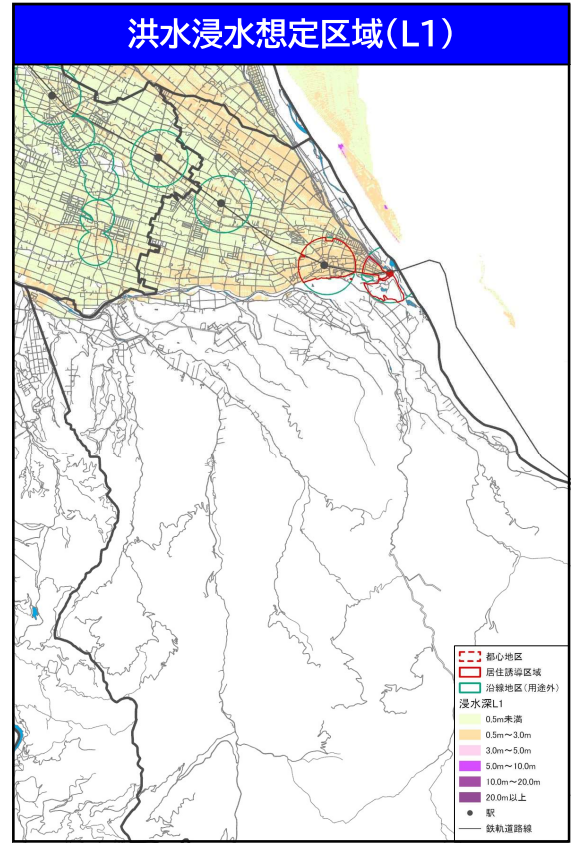 洪水浸水想定区域(L1)
都心地区
居住誘導区域
沿線地区(用途外)
浸水深L1
0.5m未満
0.5m~3.0m
3.0m~5.0m
5.0m~10.0m
10.0m~20.0m
20.0m以上
駅
鉄軌道路線